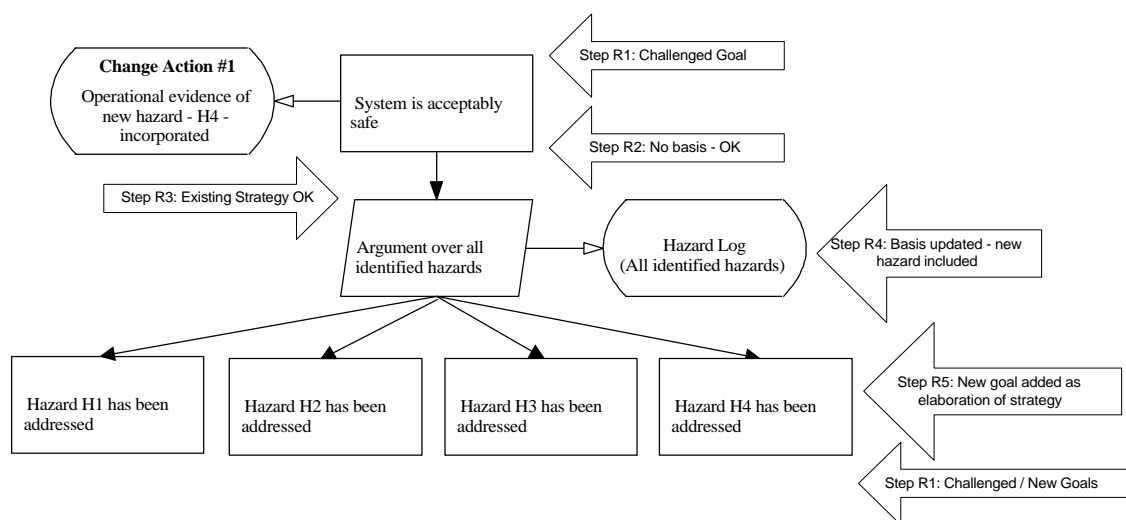 Step R1: Challenged Goal
Change Action #1
Operational evidence of
new hazard - H4 -
incorporated
System is acceptably
safe
Step R2: No basis - OK
Step R3: Existing Strategy OK
Argument over all
identified hazards
Hazard Log
(All identified hazards)
Step R4: Basis updated - new
hazard included
Hazard H1 has been
addressed
Hazard H2 has been
addressed
Hazard H3 has been
addressed
Hazard H4 has been
addressed
Step R5: New goal added as
elaboration of strategy
Step R1: Challenged / New Goals